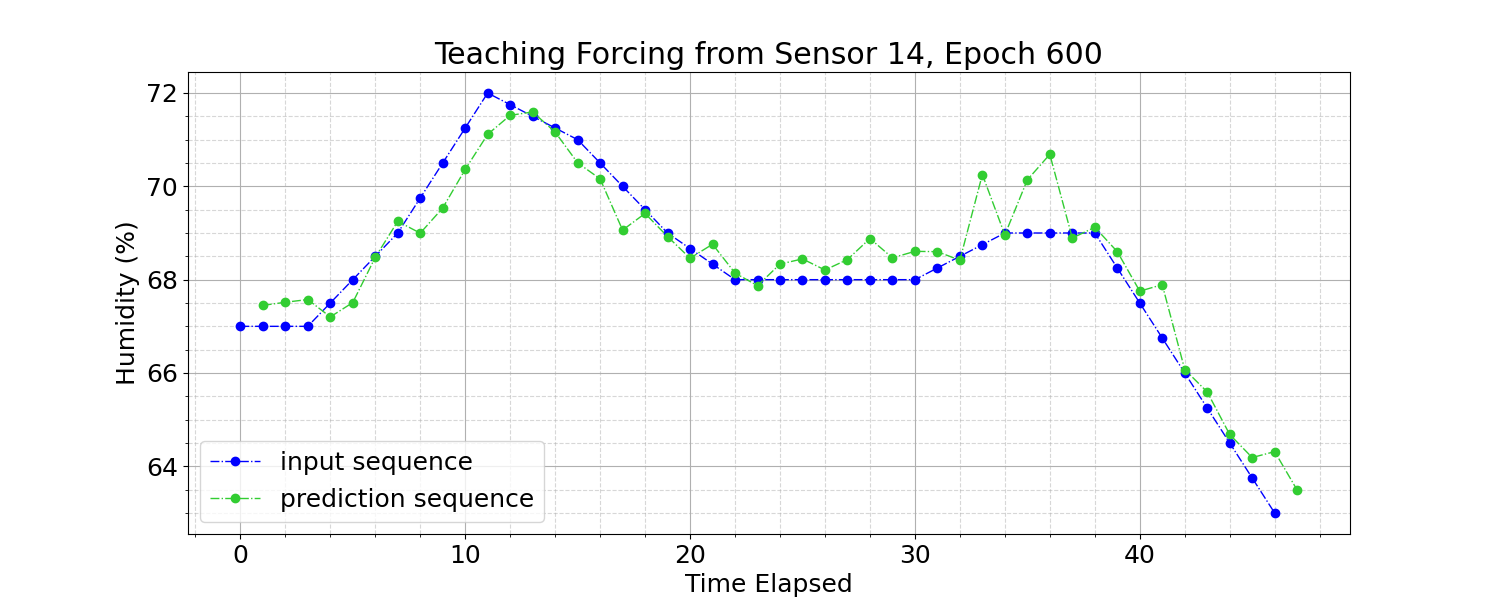 Teaching Forcing from Sensor 14, Epoch 600
Humidity (%)
72
70
68
66
64
input sequence
prediction sequence
0 10 20 30 40
Time Elapsed